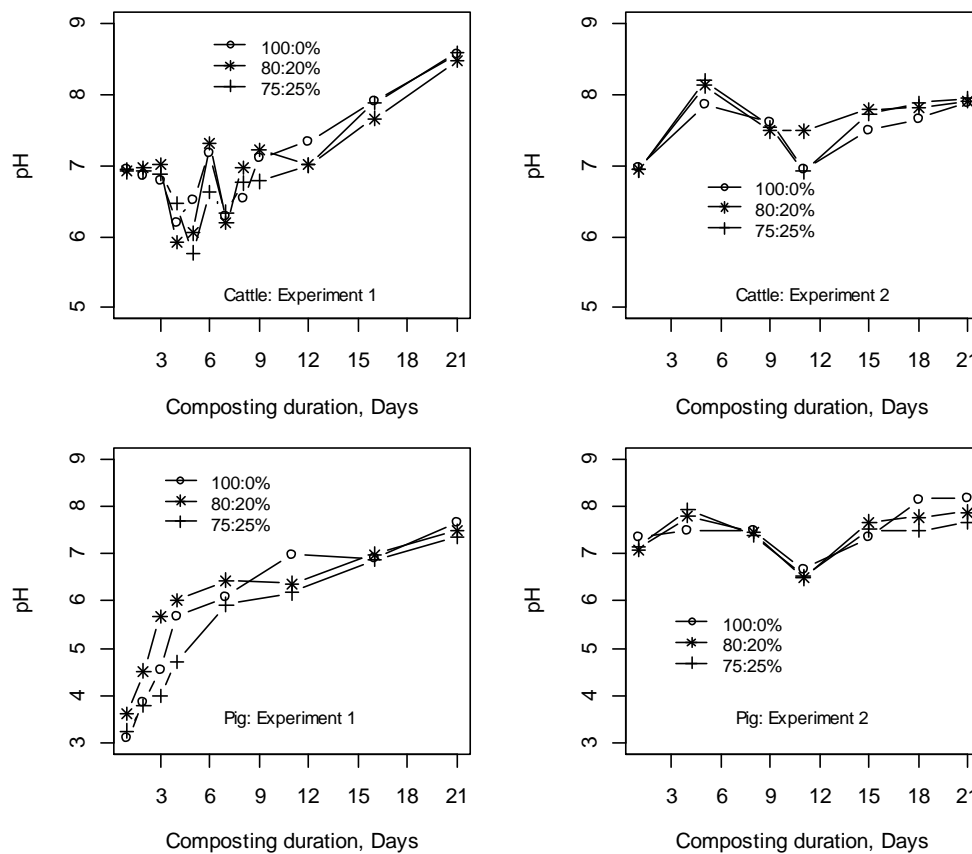 9
8
7
6
5
pH
100:0%
80:20%
75:25%
Cattle: Experiment 1
3 6 9 12 15 18 21
Composting duration, Days
9
8
7
6
5
pH
100:0%
80:20%
75:25%
Cattle: Experiment 2
3 6 9 12 15 18 21
Composting duration, Days
9
8
7
6
5
4
3
pH
100:0%
80:20%
75:25%
Pig: Experiment 1
3 6 9 12 15 18 21
Composting duration, Days
9
8
7
6
5
4
3
pH
100:0%
80:20%
75:25%
Pig: Experiment 2
3 6 9 12 15 18 21
Composting duration, Days